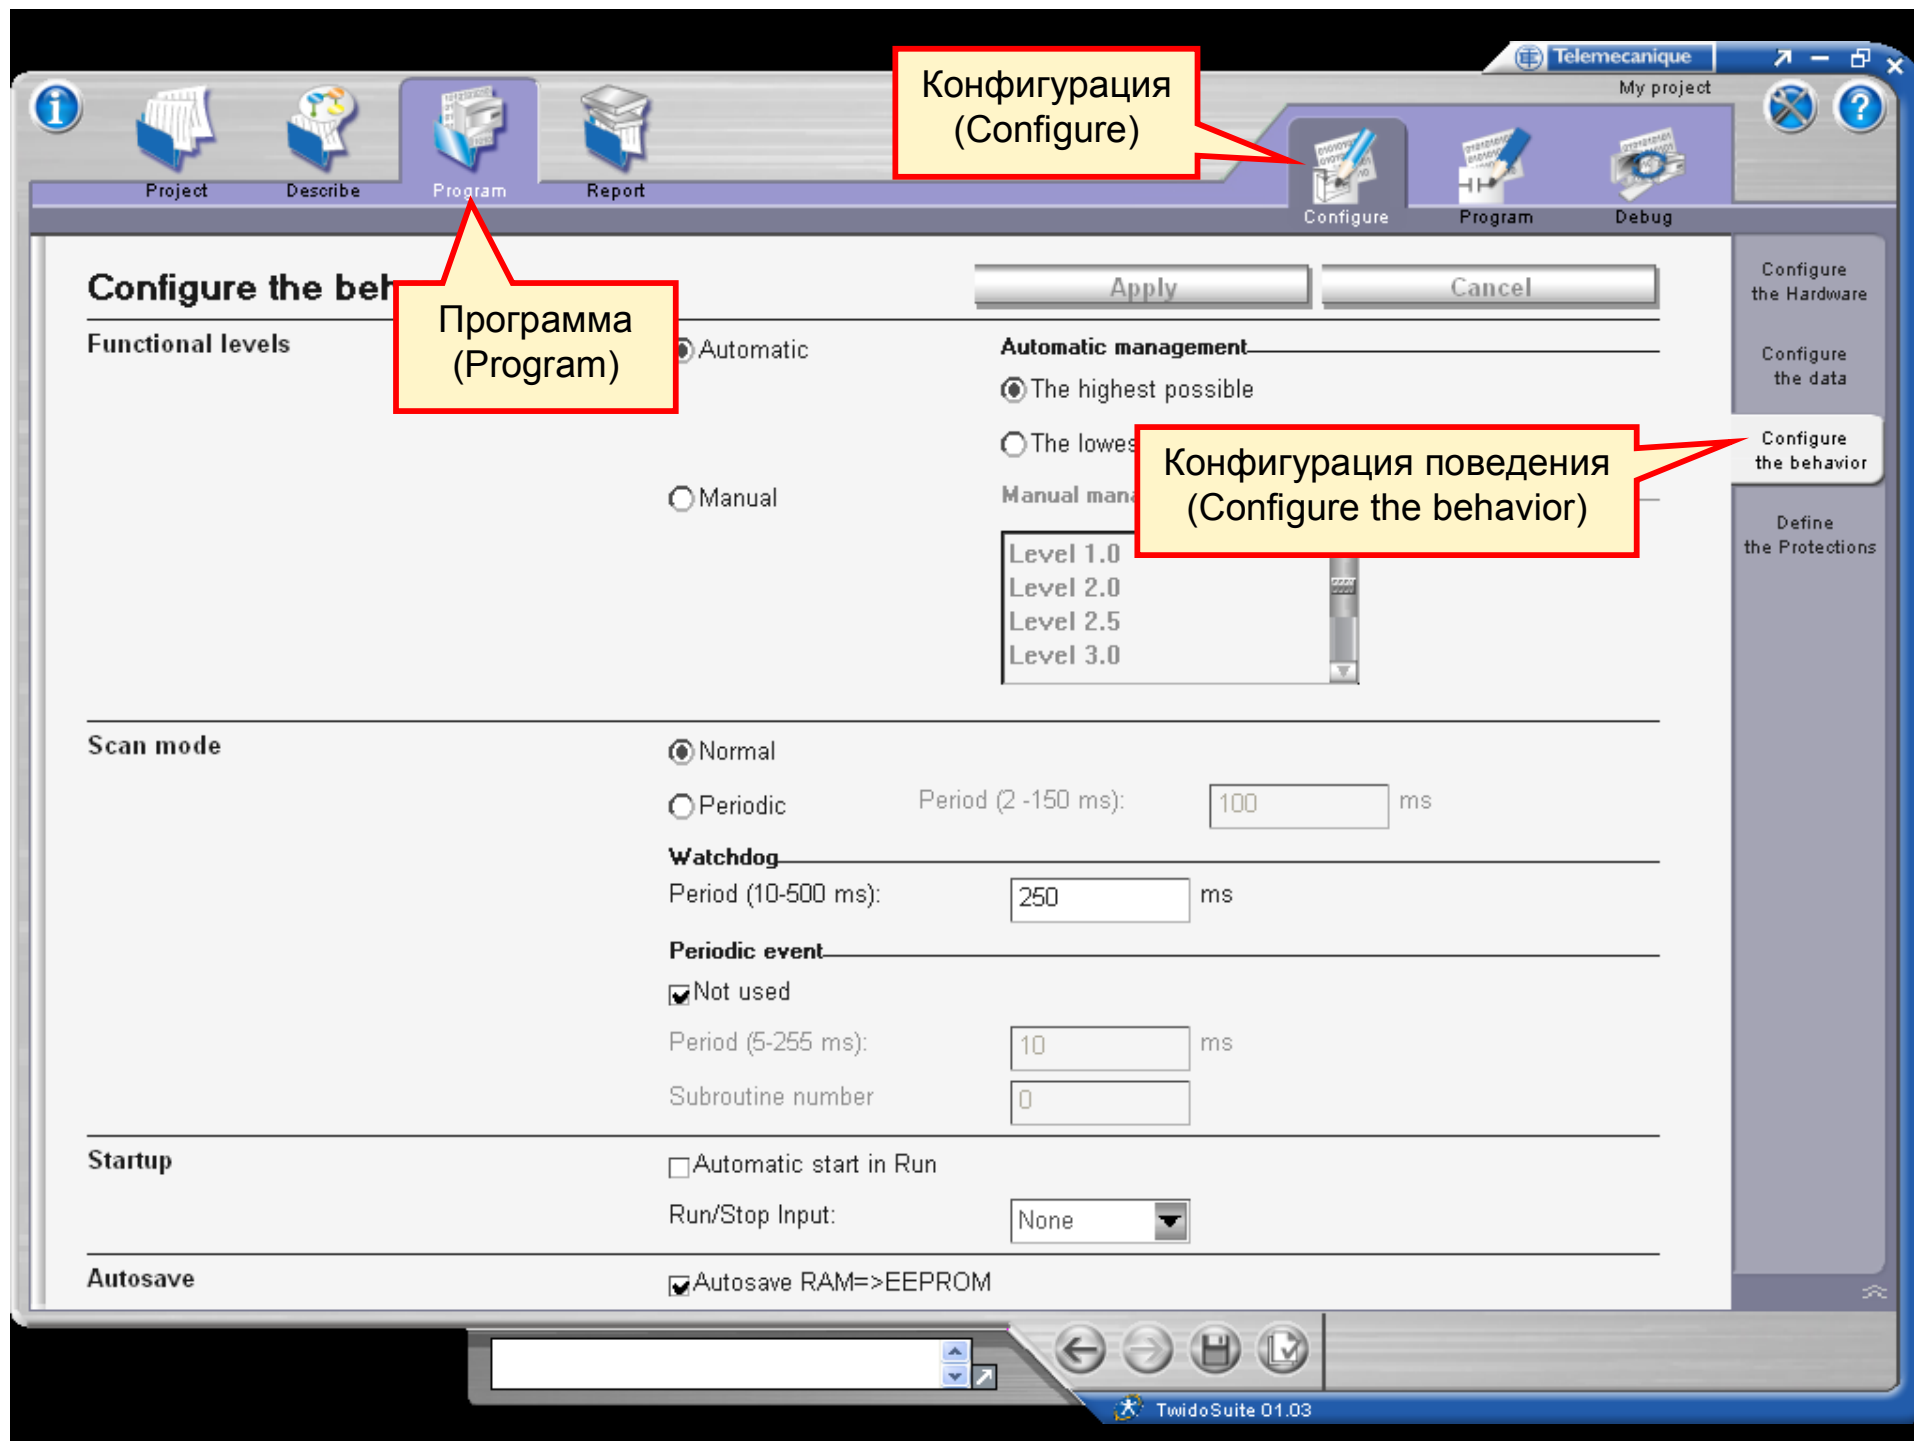 Telemecanique
My project
Конфигурация
(Configure)
Project
Describe
Program
Report
Configure
Program
Debug
Configure the beh
Apply
Cancel
Программа
(Program)
Functional levels
Automatic
Automatic management
The highest possible
The lowes
Manual
Manual mana
Конфигурация поведения
(Configure the behavior)
Level 1.0
Level 2.0
Level 2.5
Level 3.0
Configure
the Hardware
Configure
the data
Configure
the behavior
Define
the Protections
Scan mode
Normal
Periodic
Period (2 -150 ms):
100
ms
Watchdog
Period (10-500 ms):
250
ms
Periodic event
Not used
Period (5-255 ms):
10
ms
Subroutine number
0
Startup
Automatic start in Run
Run/Stop Input:
None
Autosave
Autosave RAM=>EEPROM
TwidoSuite 01.03